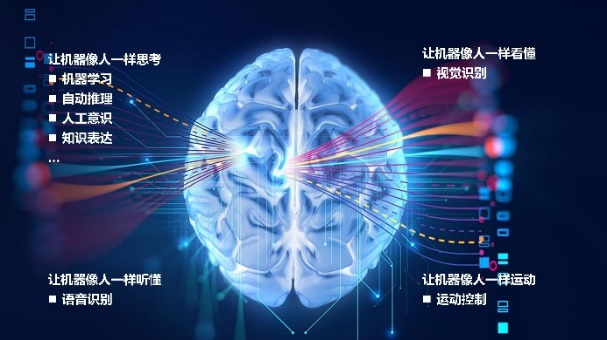 让机器像人一样思考
■ 机器学习
■ 自动推理
■ 人工意识
■ 知识表达
...
让机器像人一样看懂
■ 视觉识别
让机器像人一样听懂
■ 语音识别
让机器像人一样运动
■ 运动控制